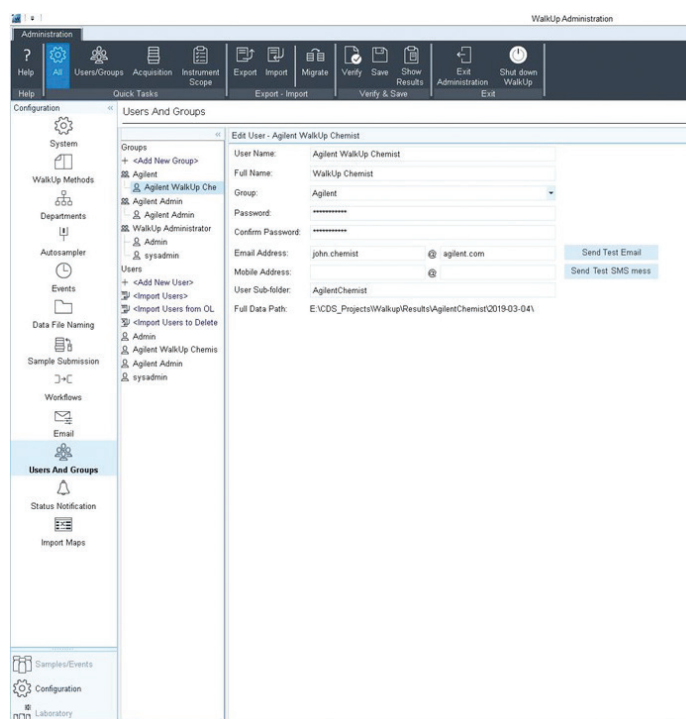 WalkUp Administration
Administration
Help
All
Users/Groups
Acquisition
Instrument
Scope
Export
Import
Migrate
Verify
Save
Show
Results
Exit
Administration
Shut down
WalkUp
Help
Quick Tasks
Export - Import
Verify & Save
Exit
Configuration
«
System
WalkUp Methods
Departments
Autosampler
Events
Data File Naming
Sample Submission
Workflows
Email
Users And Groups
Status Notification
Import Maps
Samples/Events
Configuration
Laboratory
Users And Groups
«
Groups
+ <Add New Group>
Agilent
Agilent WalkUp Che
Agilent Admin
Agilent Admin
WalkUp Administrator
Admin
sysadmin
Users
+ <Add New User>
<Import Users>
<Import Users from OL
<Import Users to Delete
Admin
Agilent WalkUp Chemis
Agilent Admin
sysadmin
Edit User - Agilent WalkUp Chemist
User Name: Agilent WalkUp Chemist
Full Name: WalkUp Chemist
Group: Agilent
Password: ***********
Confirm Password: ***********
Email Address: john.chemist @ agilent.com Send Test Email
Mobile Address: @ Send Test SMS mess
User Sub-folder: AgilentChemist
Full Data Path: E:\CDS_Projects\Walkup\Results\AgilentChemist\2019-03-04\